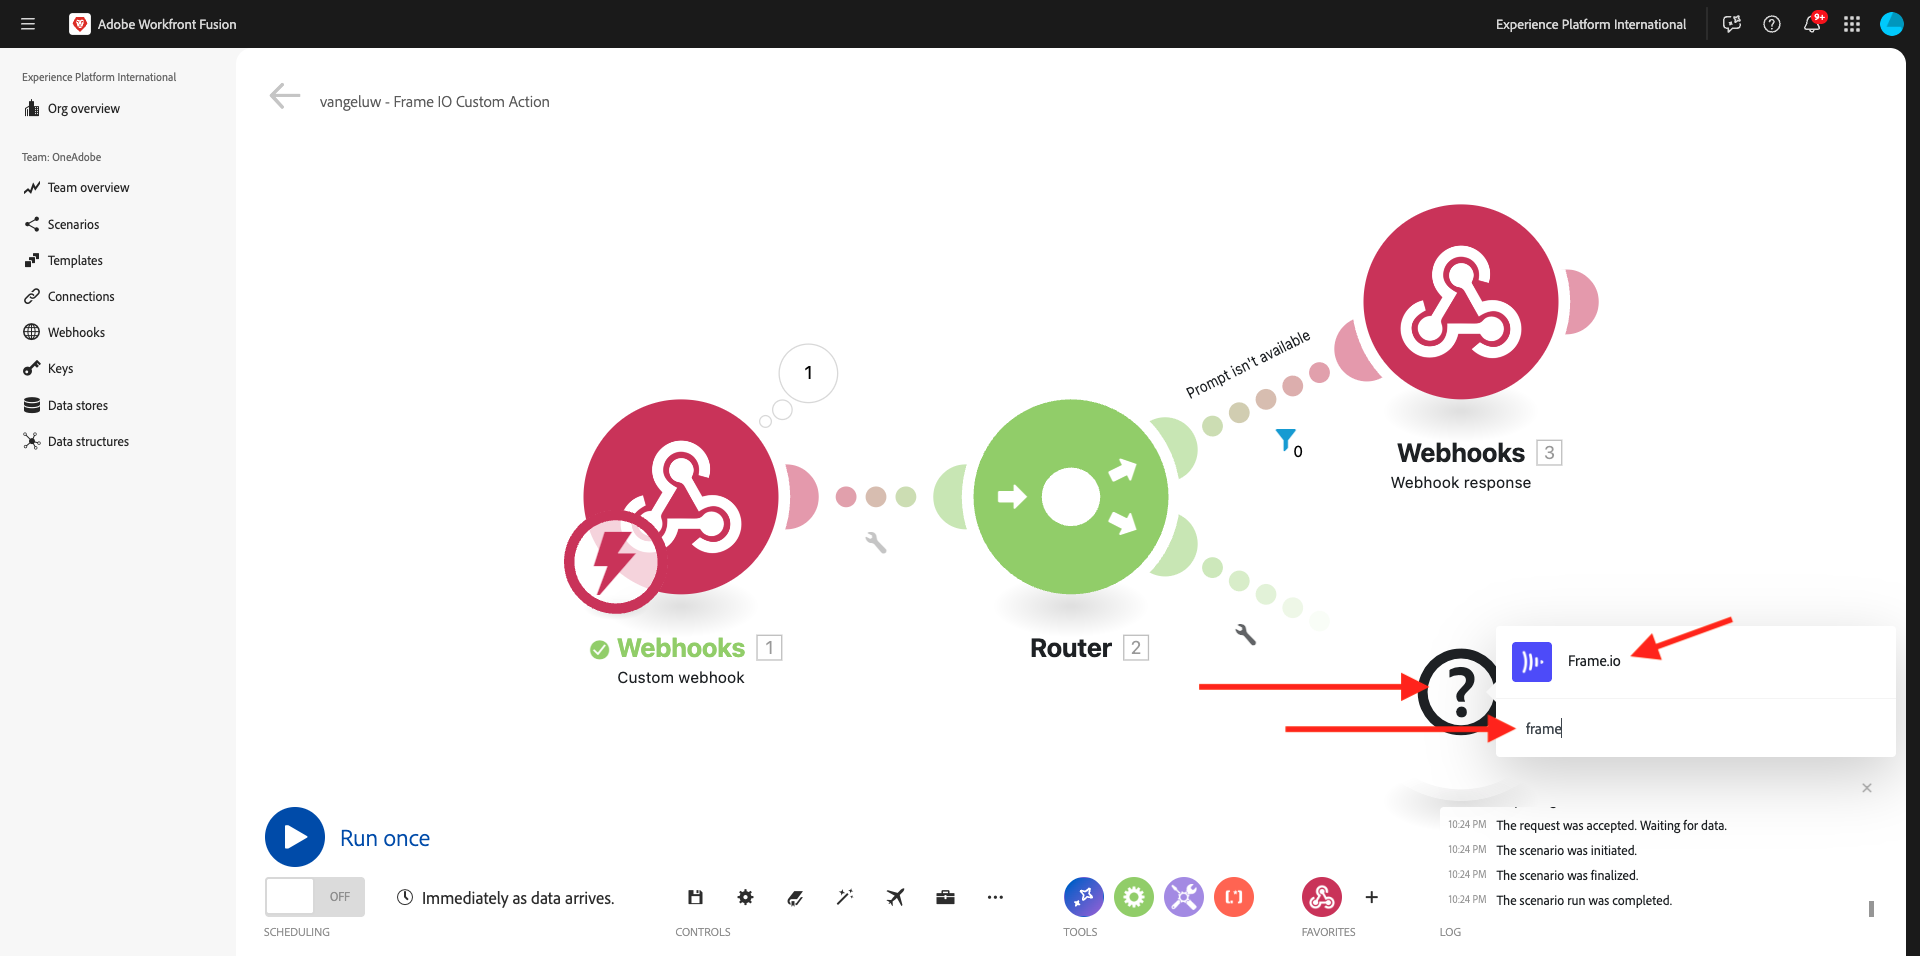 Adobe Workfront Fusion
Experience Platform International
9+
Experience Platform International
Org overview
Team: OneAdobe
Team overview
Scenarios
Templates
Connections
Webhooks
Keys
Data stores
Data structures
vangeluw - Frame IO Custom Action
1
Prompt isn't available
0
Webhooks 3
Webhook response
Webhooks 1
Custom webhook
Router 2
?
Frame.io
frame
Run once
OFF
Immediately as data arrives.
SCHEDULING
CONTROLS
TOOLS
FAVORITES
LOG
10:24 PM The request was accepted. Waiting for data.
10:24 PM The scenario was initiated.
10:24 PM The scenario was finalized.
10:24 PM The scenario run was completed.